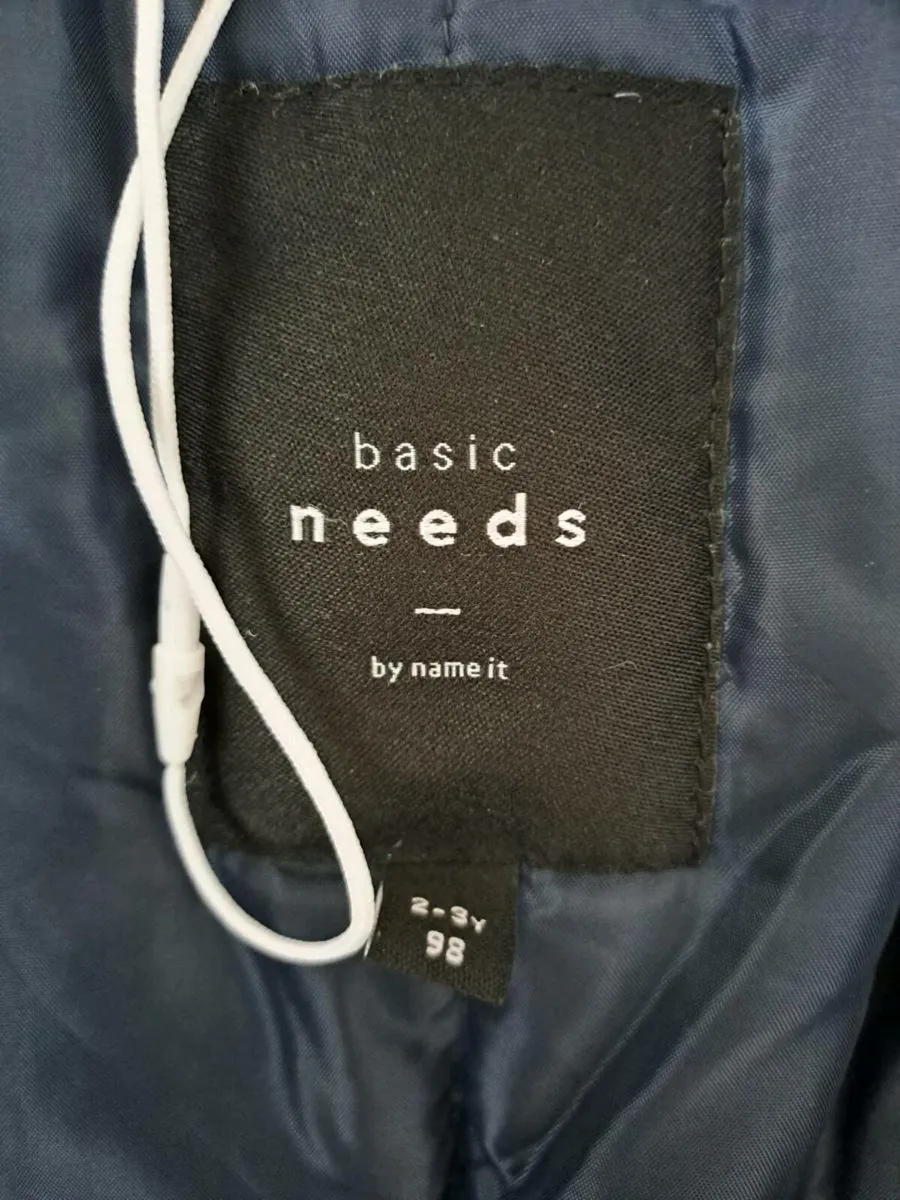 basic
needs
by name it
2-3Y
98